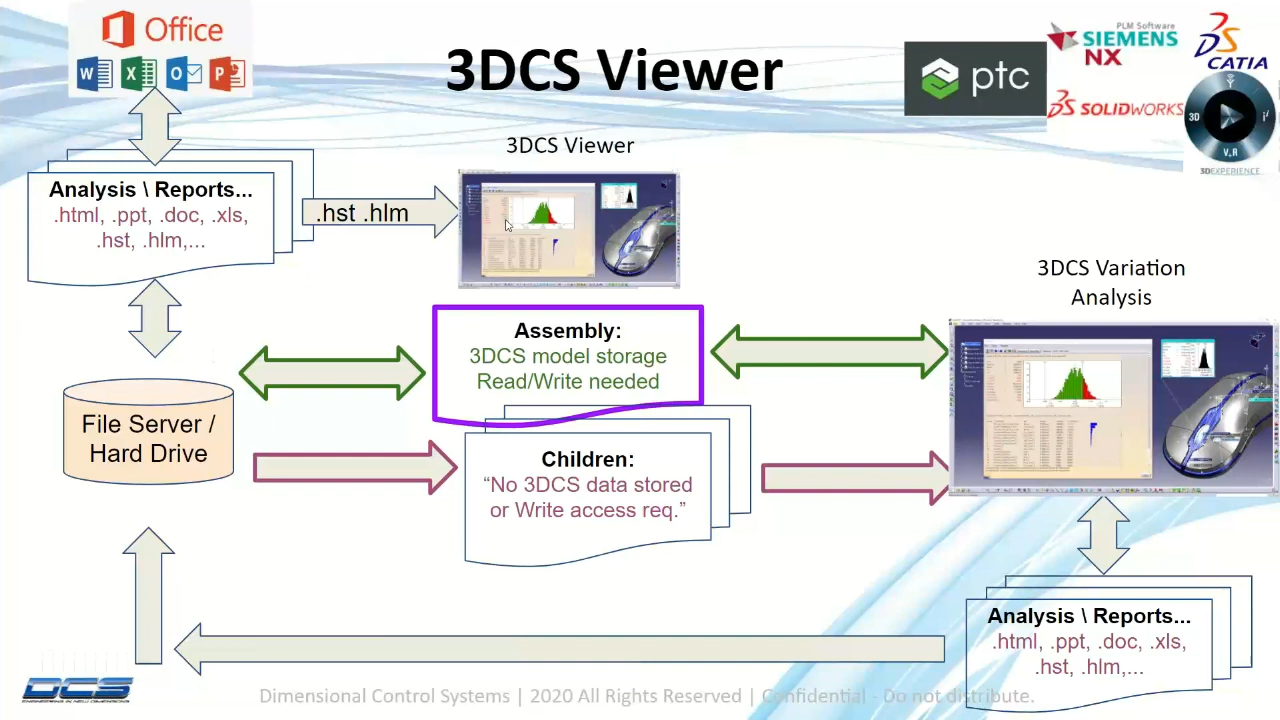 Office
W X O P
3DCS Viewer
ptc
PLM Software
SIEMENS
NX
CATIA
SOLIDWORKS
3D
V,R
3DEXPERIENCE
3DCS Viewer
Analysis \ Reports...
.html, .ppt, .doc, .xls,
.hst, .hlm,...
.hst .hlm
3DCS Variation
Analysis
Assembly:
3DCS model storage
Read/Write needed
File Server /
Hard Drive
Children:
“No 3DCS data stored
or Write access req.”
Analysis \ Reports...
.html, .ppt, .doc, .xls,
.hst, .hlm,...
DCS
Dimensional Control Systems | 2020 All Rights Reserved | Confidential - Do not distribute.